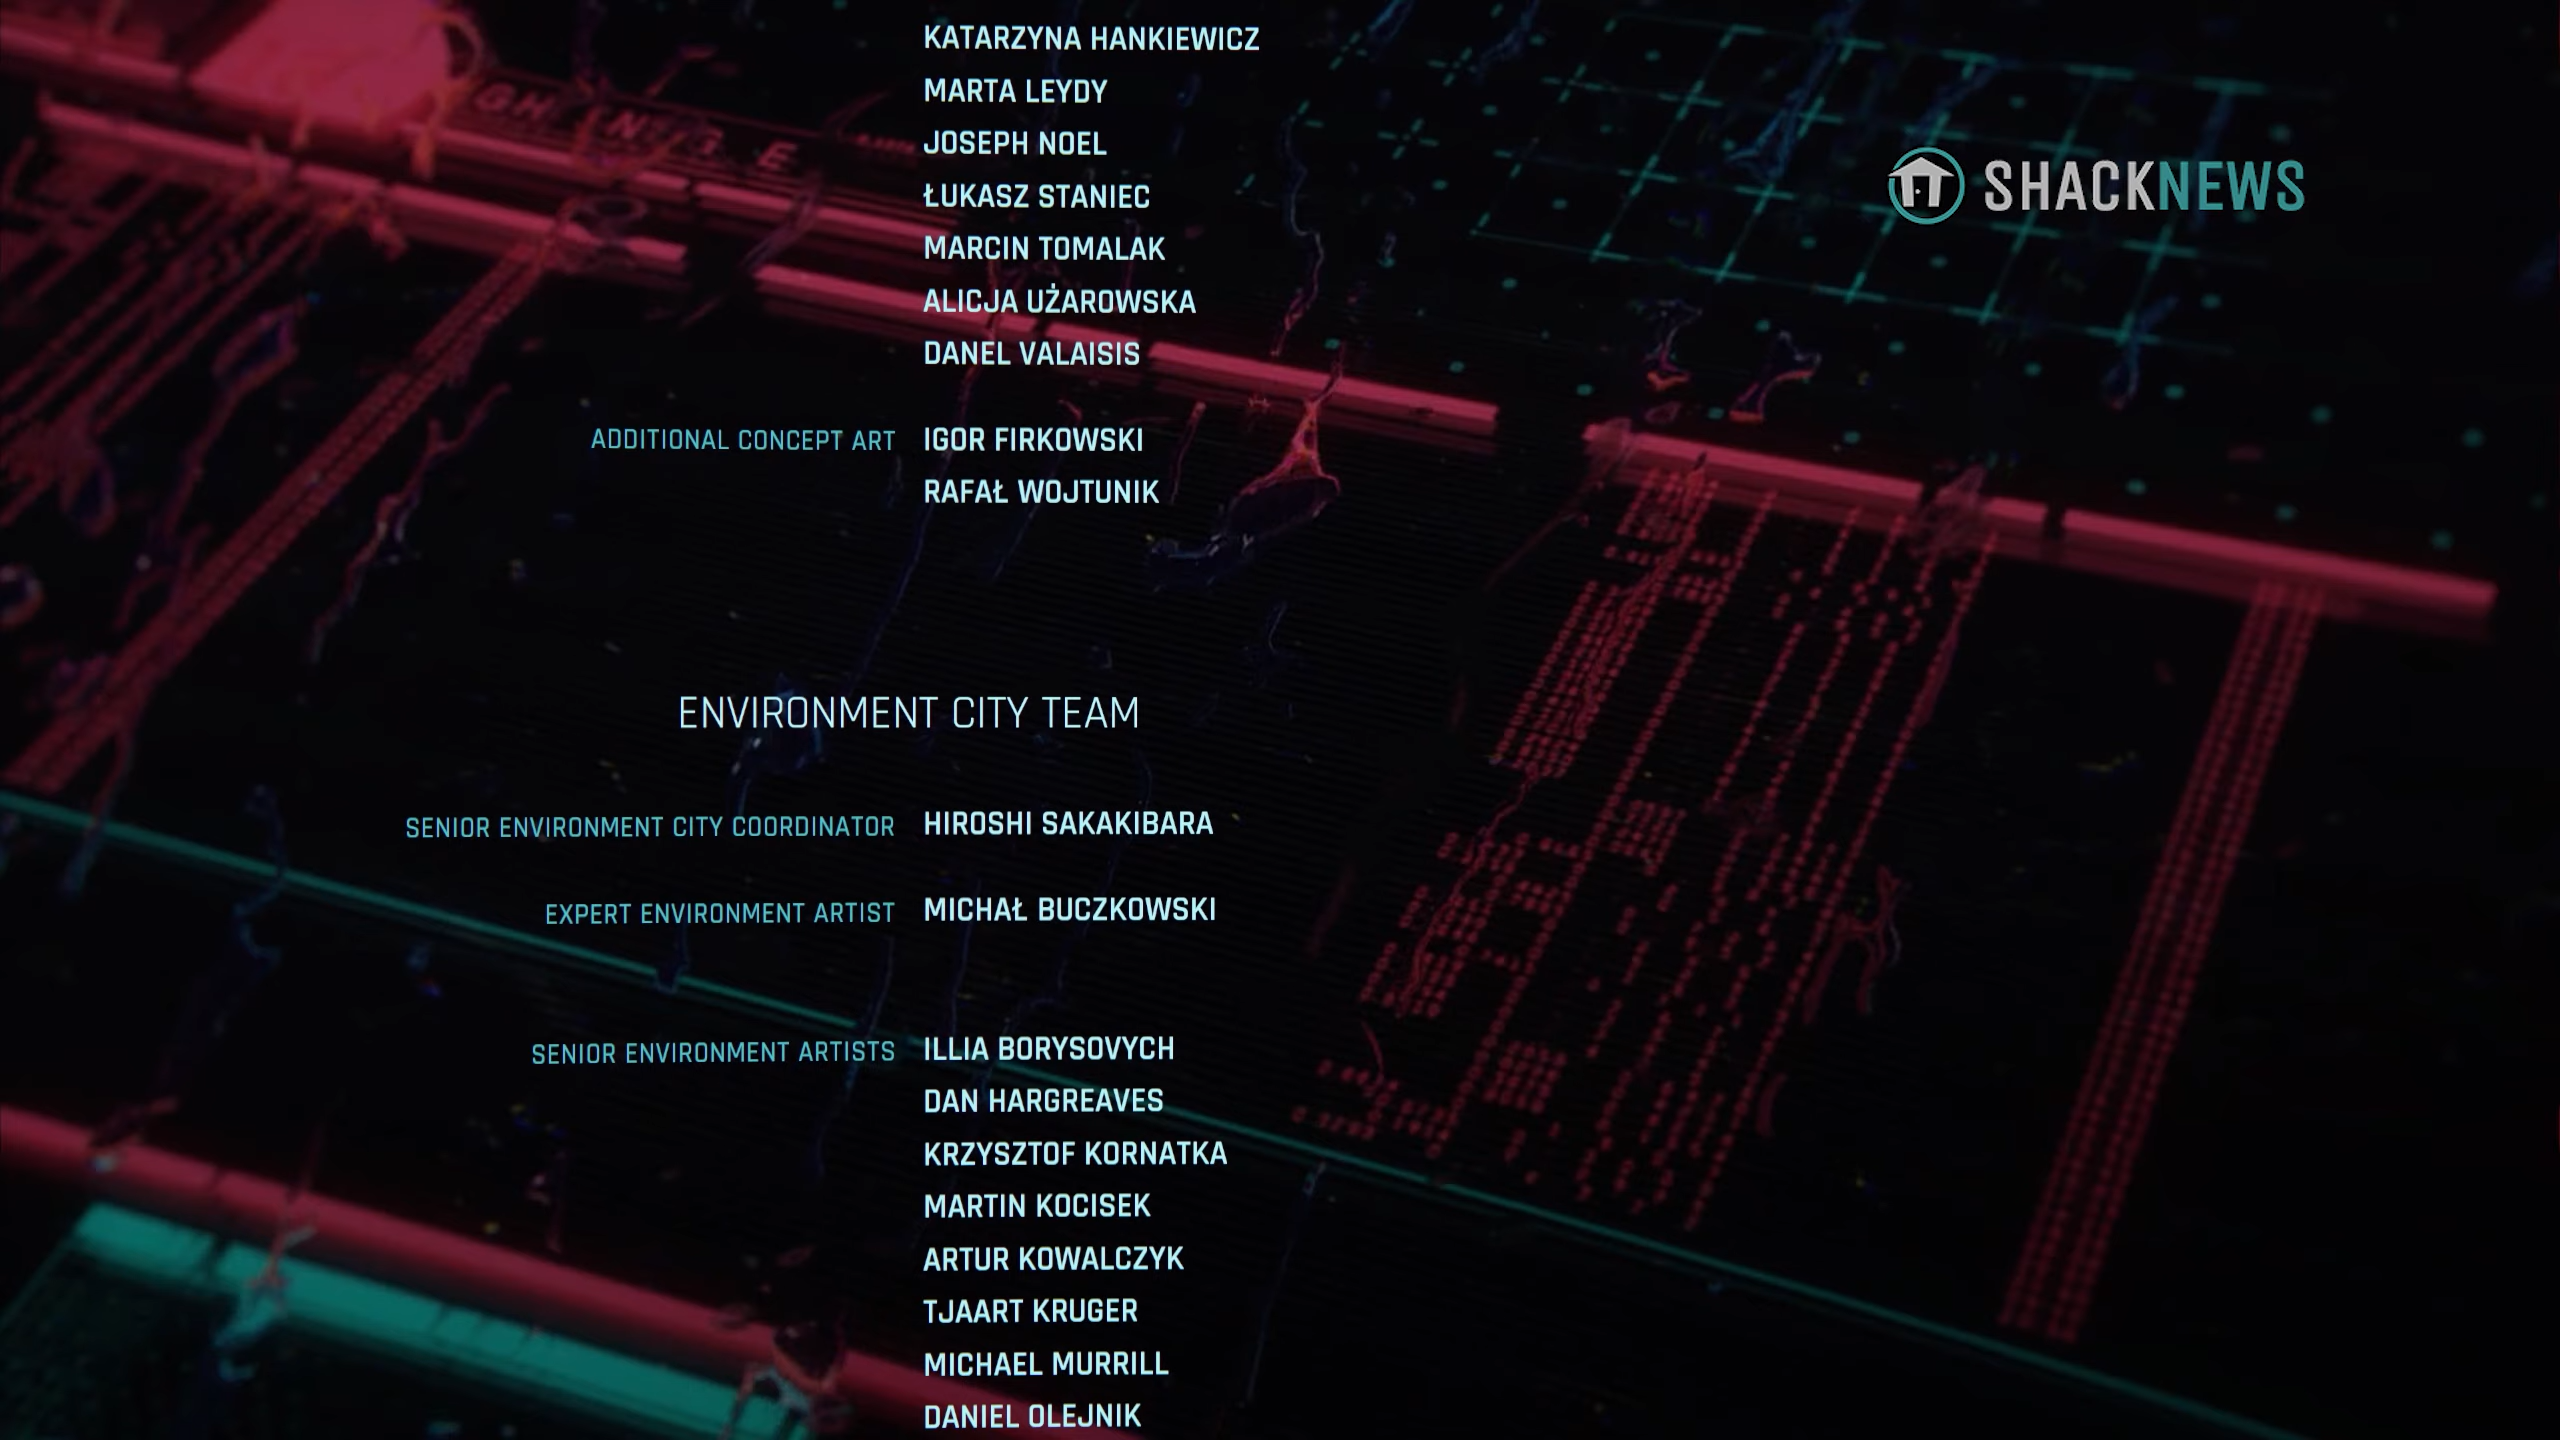 KATARZYNA HANKIEWICZ
MARTA LEYDY
JOSEPH NOEL
ŁUKASZ STANIEC
MARCIN TOMALAK
ALICJA UŻAROWSKA
DANEL VALAISIS
SHACKNEWS
ADDITIONAL CONCEPT ART IGOR FIRKOWSKI
RAFAŁ WOJTUNIK
ENVIRONMENT CITY TEAM
SENIOR ENVIRONMENT CITY COORDINATOR HIROSHI SAKAKIBARA
EXPERT ENVIRONMENT ARTIST MICHAŁ BUCZKOWSKI
SENIOR ENVIRONMENT ARTISTS ILLIA BORYSOVYCH
DAN HARGREAVES
KRZYSZTOF KORNATKA
MARTIN KOCISEK
ARTUR KOWALCZYK
TJAART KRUGER
MICHAEL MURRILL
DANIEL OLEJNIK